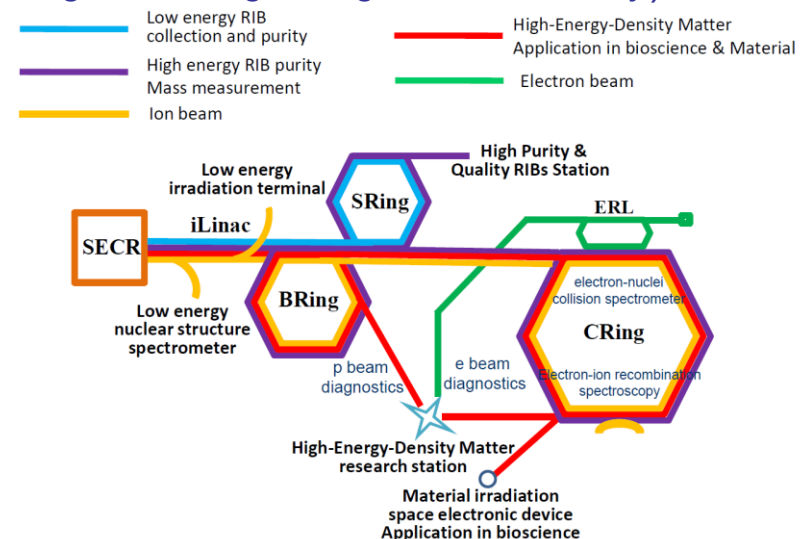 Low energy RIB
collection and purity
High energy RIB purity
Mass measurement
Ion beam
High-Energy-Density Matter
Application in bioscience & Material
Electron beam
High Purity &
Quality RIBs Station
Low energy
irradiation terminal
SRing
ERL
iLinac
SECR
electron-nuclei
collision spectrometer
BRing
CRing
Low energy
nuclear structure
spectrometer
p beam
diagnostics
e beam
diagnostics
Electron-ion recombination
spectroscopy
High-Energy-Density Matter
research station
Material irradiation
space electronic device
Application in bioscience